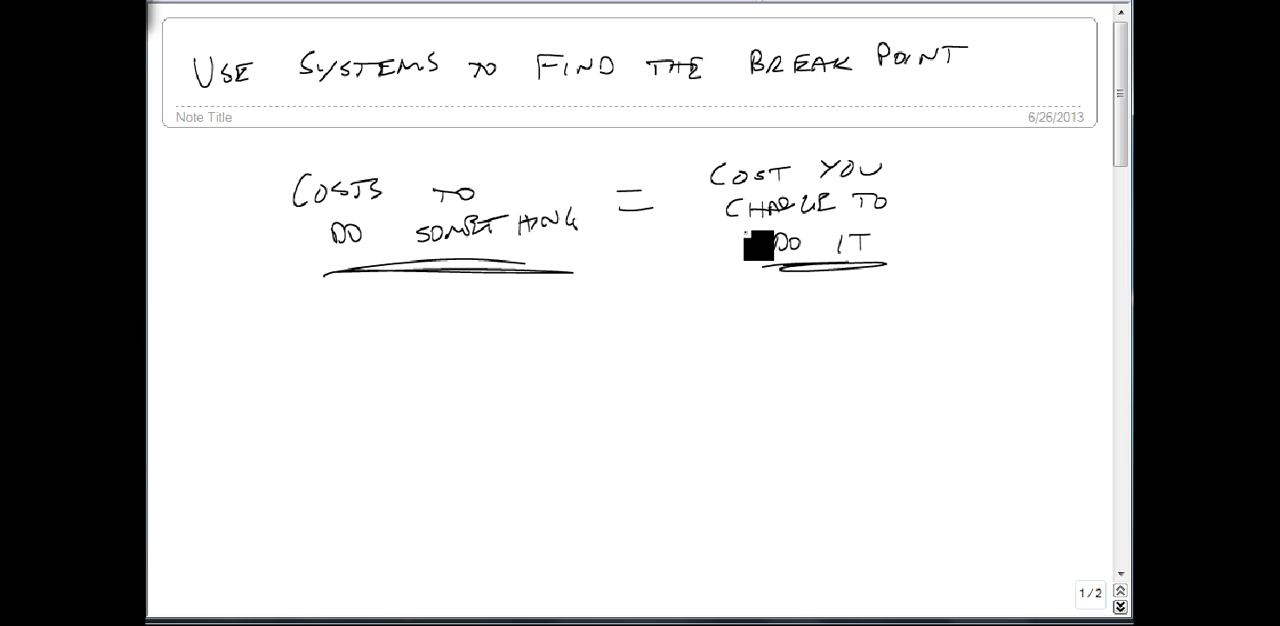 USE SYSTEMS TO FIND THE BREAK POINT
Note Title
6/26/2013
COSTS TO
DO SOMETHING
=
COST YOU
CHARGE TO
DO IT
1 / 2